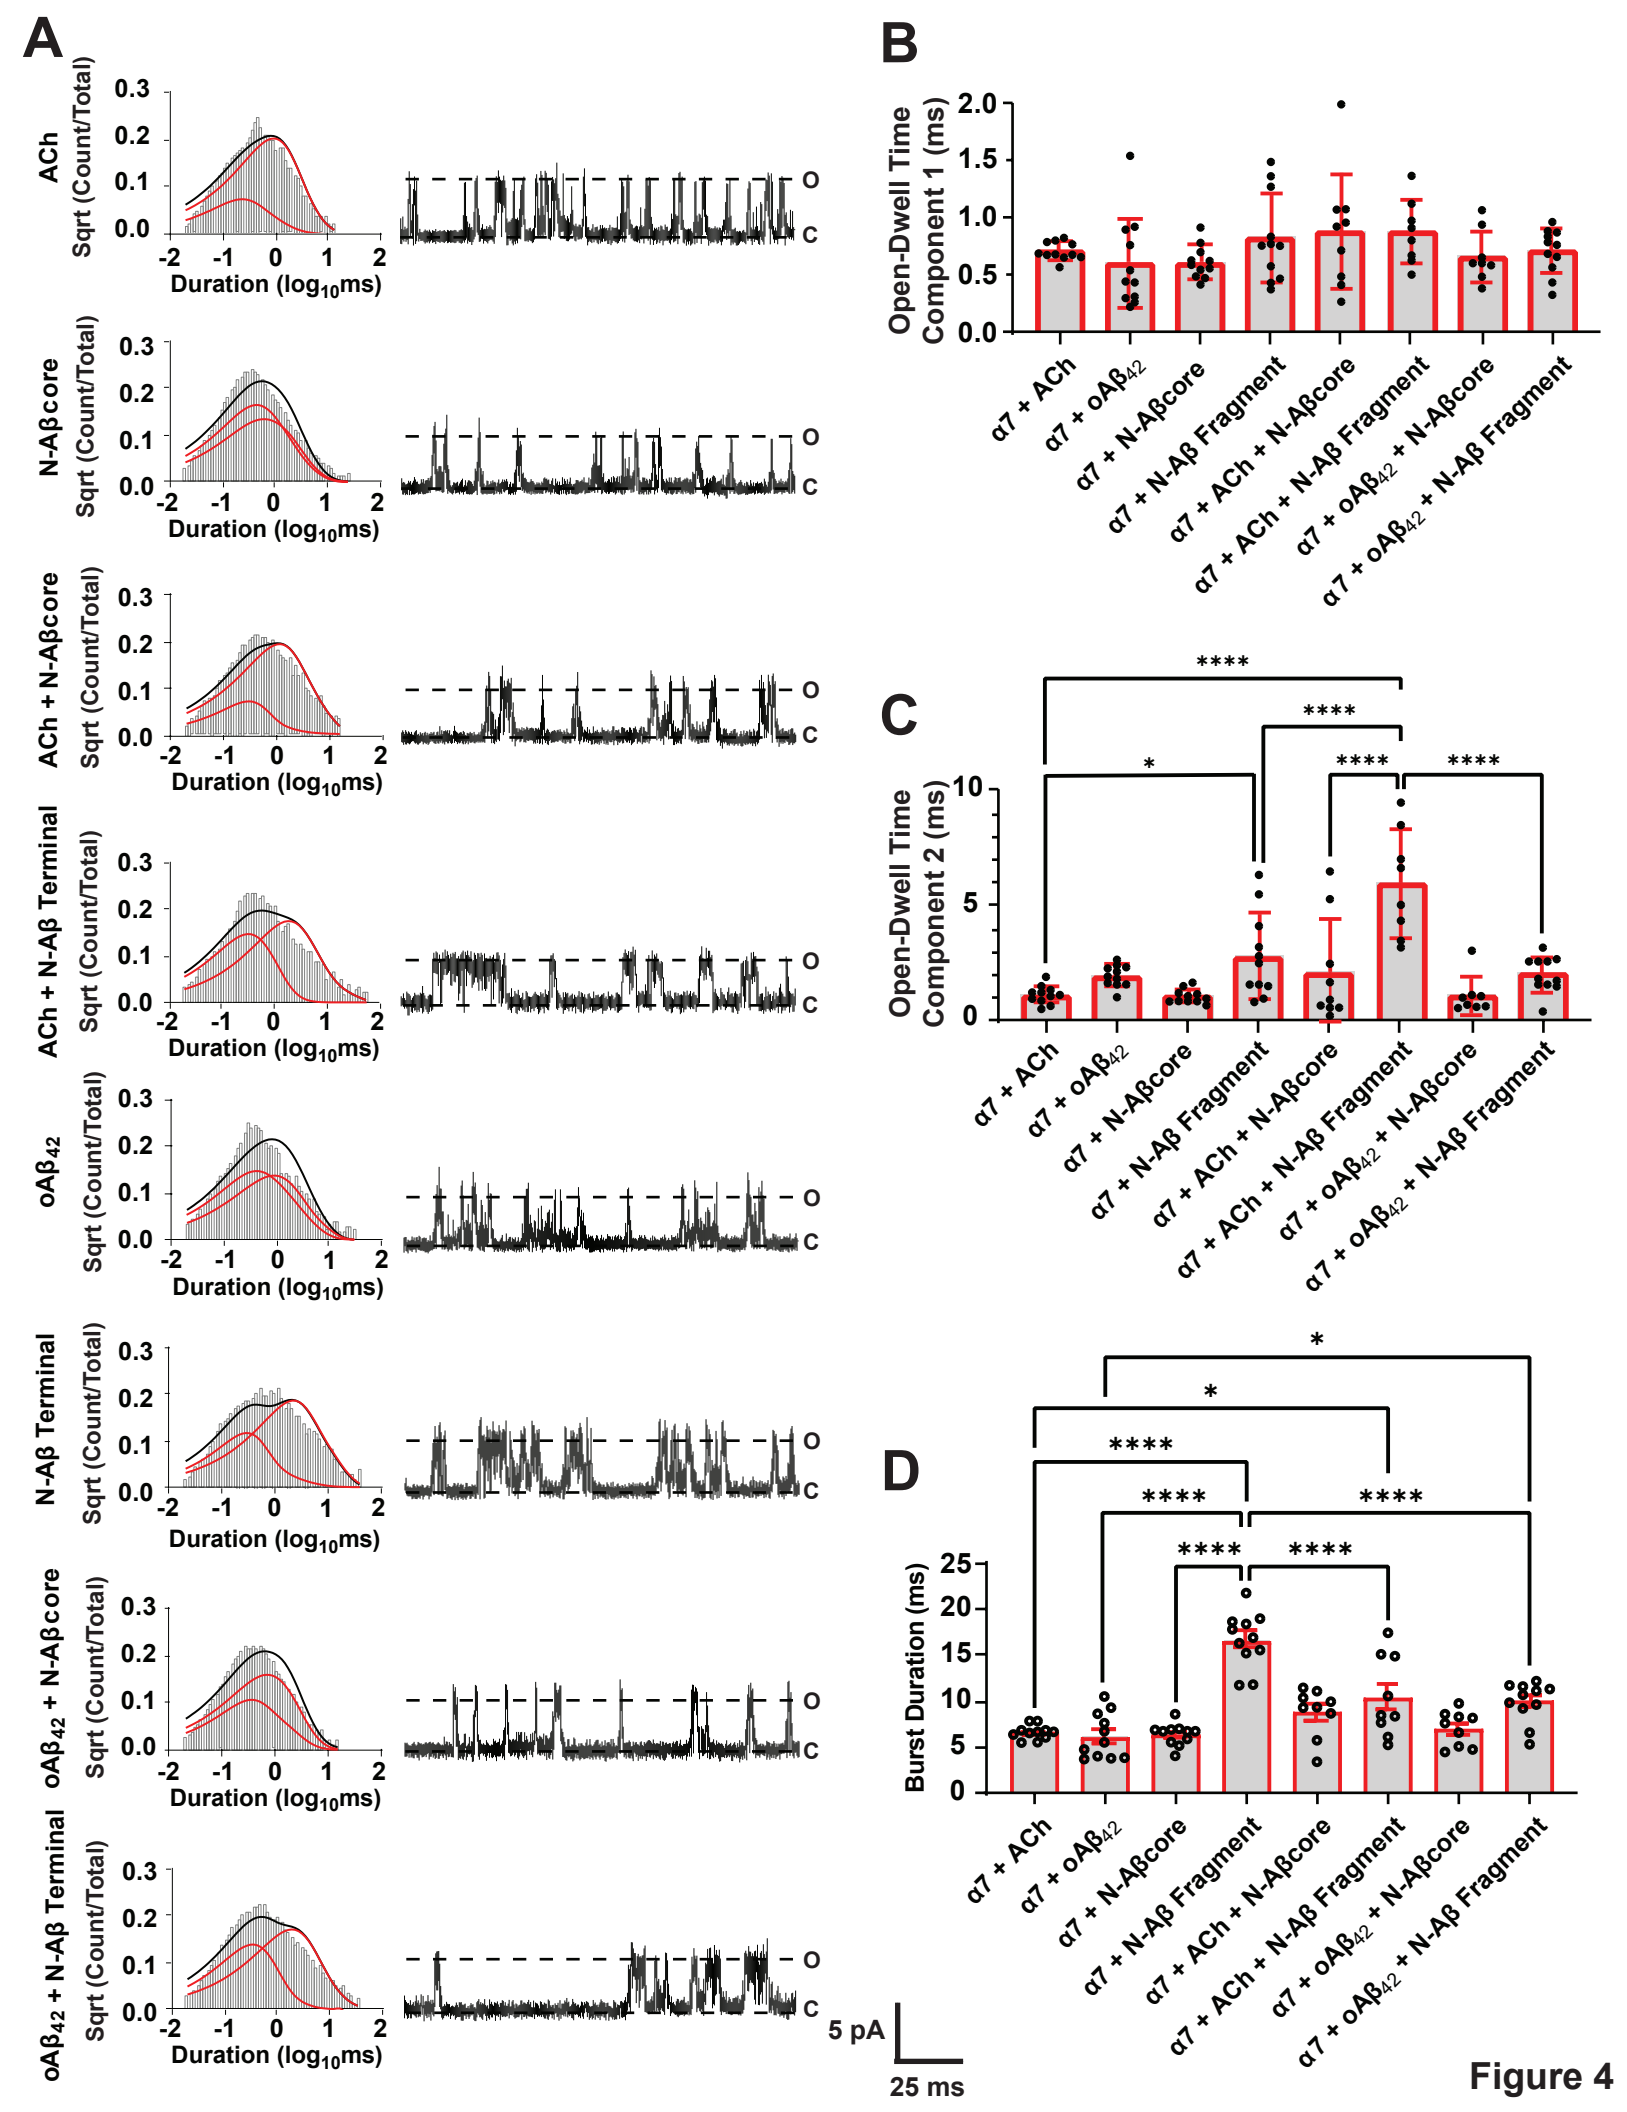 A
ACh
Sqrt (Count/Total)
0.3
0.2
0.1
0.0
-2 -1 0 1 2
Duration (log10ms)
O
C
N-Aβcore
Sqrt (Count/Total)
0.3
0.2
0.1
0.0
-2 -1 0 1 2
Duration (log10ms)
O
C
ACh + N-Aβcore
Sqrt (Count/Total)
0.3
0.2
0.1
0.0
-2 -1 0 1 2
Duration (log10ms)
O
C
ACh + N-Aβ Terminal
Sqrt (Count/Total)
0.3
0.2
0.1
0.0
-2 -1 0 1 2
Duration (log10ms)
O
C
oAβ42
Sqrt (Count/Total)
0.3
0.2
0.1
0.0
-2 -1 0 1 2
Duration (log10ms)
O
C
N-Aβ Terminal
Sqrt (Count/Total)
0.3
0.2
0.1
0.0
-2 -1 0 1 2
Duration (log10ms)
O
C
oAβ42 + N-Aβcore
Sqrt (Count/Total)
0.3
0.2
0.1
0.0
-2 -1 0 1 2
Duration (log10ms)
O
C
oAβ42 + N-Aβ Terminal
Sqrt (Count/Total)
0.3
0.2
0.1
0.0
-2 -1 0 1 2
Duration (log10ms)
O
C
5 pA
25 ms
B
Open-Dwell Time
Component 1 (ms)
2.0
1.5
1.0
0.5
0.0
α7 + ACh
α7 + oAβ42
α7 + N-Aβcore
α7 + N-Aβ Fragment
α7 + ACh + N-Aβcore
α7 + ACh + N-Aβ Fragment
α7 + oAβ42 + N-Aβcore
α7 + oAβ42 + N-Aβ Fragment
C
Open-Dwell Time
Component 2 (ms)
****
****
* **** ****
10
5
0
α7 + ACh
α7 + oAβ42
α7 + N-Aβcore
α7 + N-Aβ Fragment
α7 + ACh + N-Aβcore
α7 + ACh + N-Aβ Fragment
α7 + oAβ42 + N-Aβcore
α7 + oAβ42 + N-Aβ Fragment
D
Burst Duration (ms)
*
*
****
**** ****
**** ****
25
20
15
10
5
0
α7 + ACh
α7 + oAβ42
α7 + N-Aβcore
α7 + N-Aβ Fragment
α7 + ACh + N-Aβcore
α7 + ACh + N-Aβ Fragment
α7 + oAβ42 + N-Aβcore
α7 + oAβ42 + N-Aβ Fragment
Figure 4